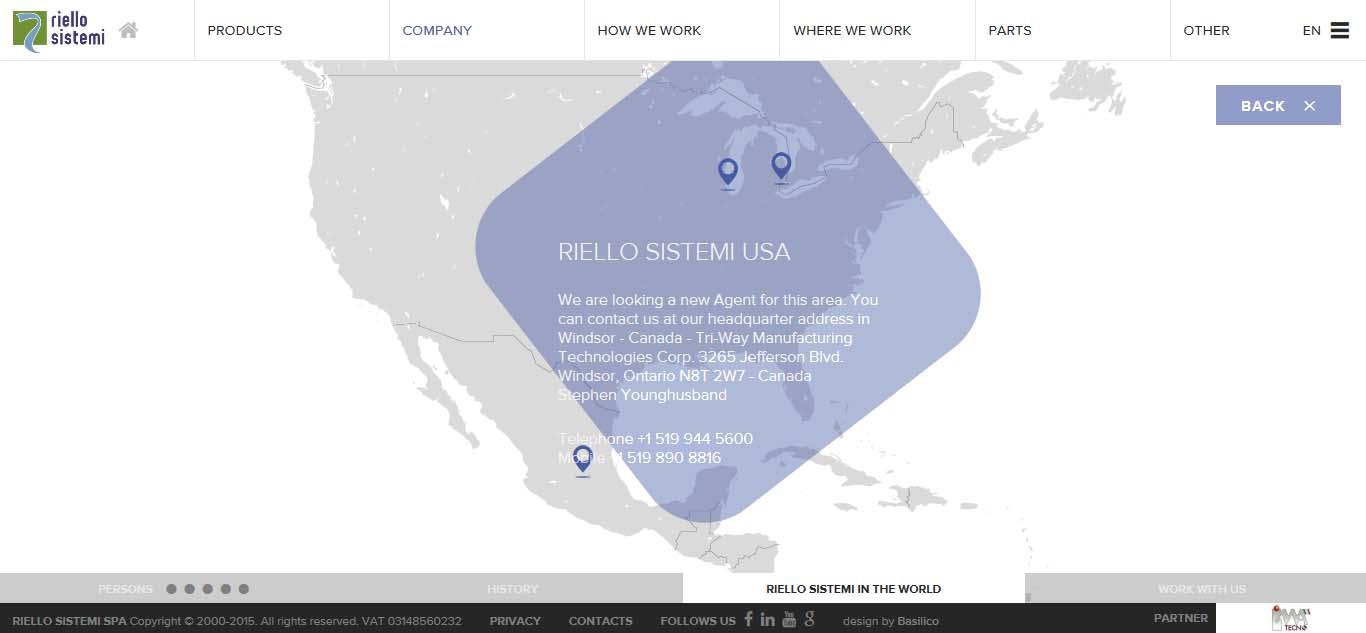 riello
sistemi
PRODUCTS
COMPANY
HOW WE WORK
WHERE WE WORK
PARTS
OTHER
EN
BACK
RIELLO SISTEMI USA
We are looking a new Agent for this area. You
can contact us at our headquarter address in
Windsor - Canada - Tri-Way Manufacturing
Technologies Corp. 3265 Jefferson Blvd.
Windsor, Ontario N8T 2W7 - Canada
Stephen Younghusband
Telephone +1 519 944 5600
Mobile +1 519 890 8816
PERSONS
HISTORY
RIELLO SISTEMI IN THE WORLD
WORK WITH US
RIELLO SISTEMI SPA Copyright © 2000-2015. All rights reserved. VAT 03148560232
PRIVACY
CONTACTS
FOLLOWS US
design by Basilico
PARTNER
TECNO